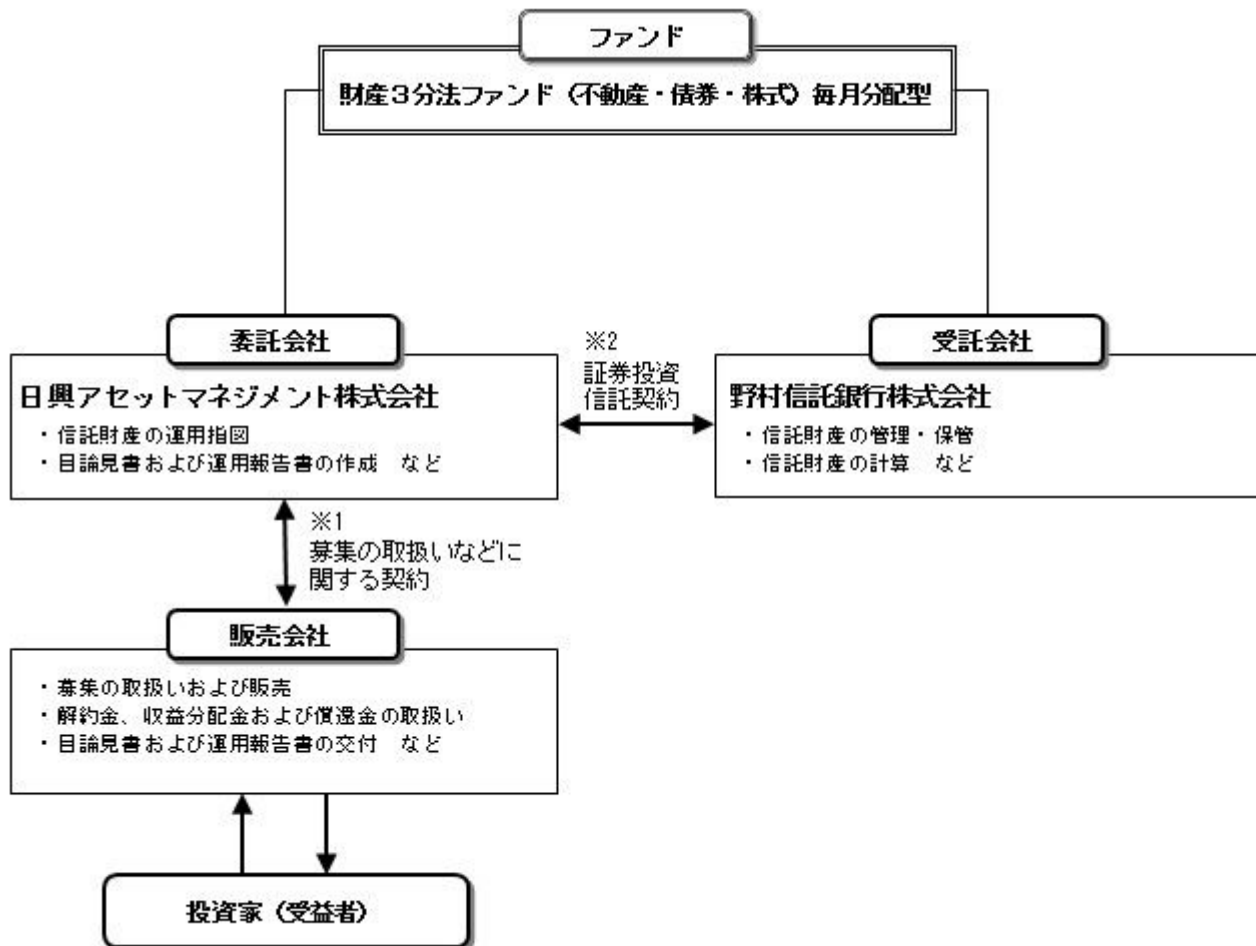 ファンド
財産3分法ファンド（不動産・債券・株式）毎月分配型
委託会社
日興アセットマネジメント株式会社
・信託財産の運用指図
・目論見書および運用報告書の作成　など
※2
証券投資
信託契約
受託会社
野村信託銀行株式会社
・信託財産の管理・保管
・信託財産の計算　など
※1
募集の取扱いなどに
関する契約
販売会社
・募集の取扱いおよび販売
・解約金、収益分配金および償還金の取扱い
・目論見書および運用報告書の交付　など
投資家（受益者）